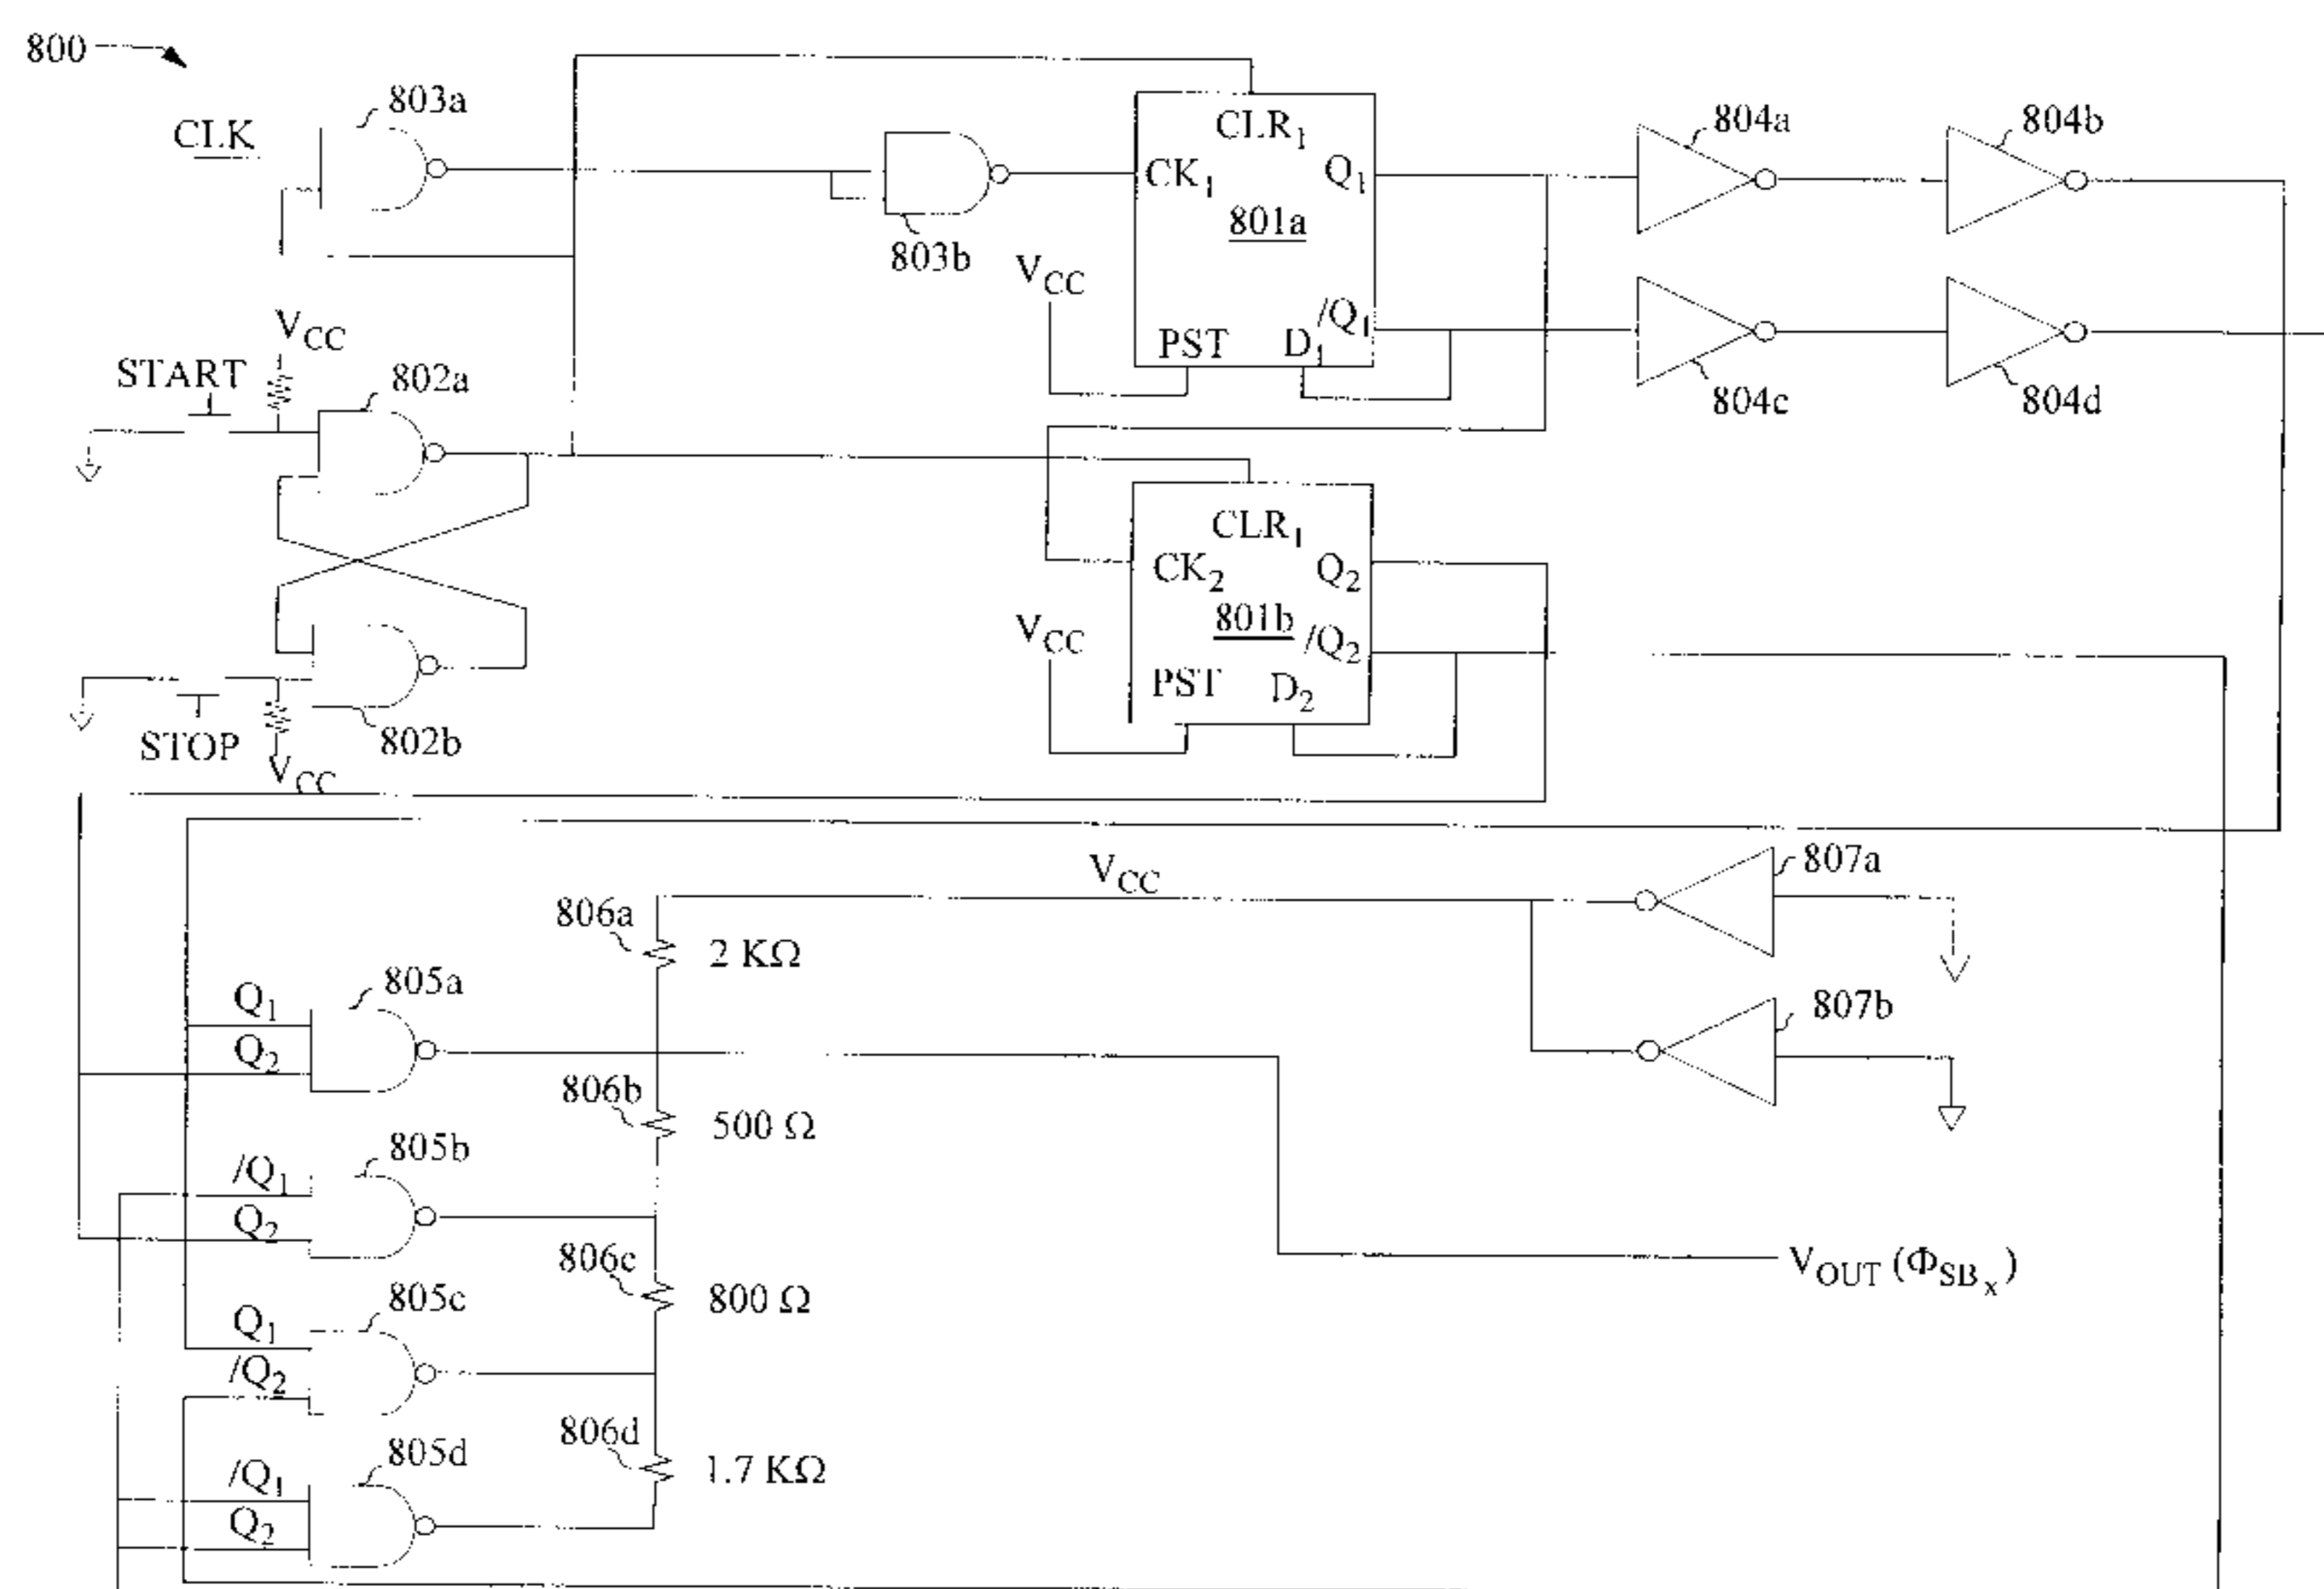 800
803a
CLK
CLR1
CK1
Q1
801a
803b
VCC
/Q1
PST
D1
804a
804b
804c
804d
VCC
START
802a
CLR1
CK2
Q2
801b
/Q2
VCC
PST
D2
STOP
802b
VCC
VCC
807a
806a
2 KΩ
805a
Q1
Q2
807b
806b
500 Ω
805b
/Q1
Q2
806c
800 Ω
VOUT (ΦSBx)
805c
Q1
/Q2
806d
1.7 KΩ
805d
/Q1
Q2